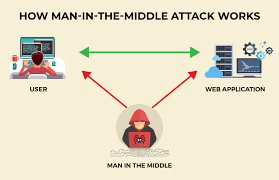 HOW MAN-IN-THE-MIDDLE ATTACK WORKS
USER
WEB APPLICATION
MAN IN THE MIDDLE